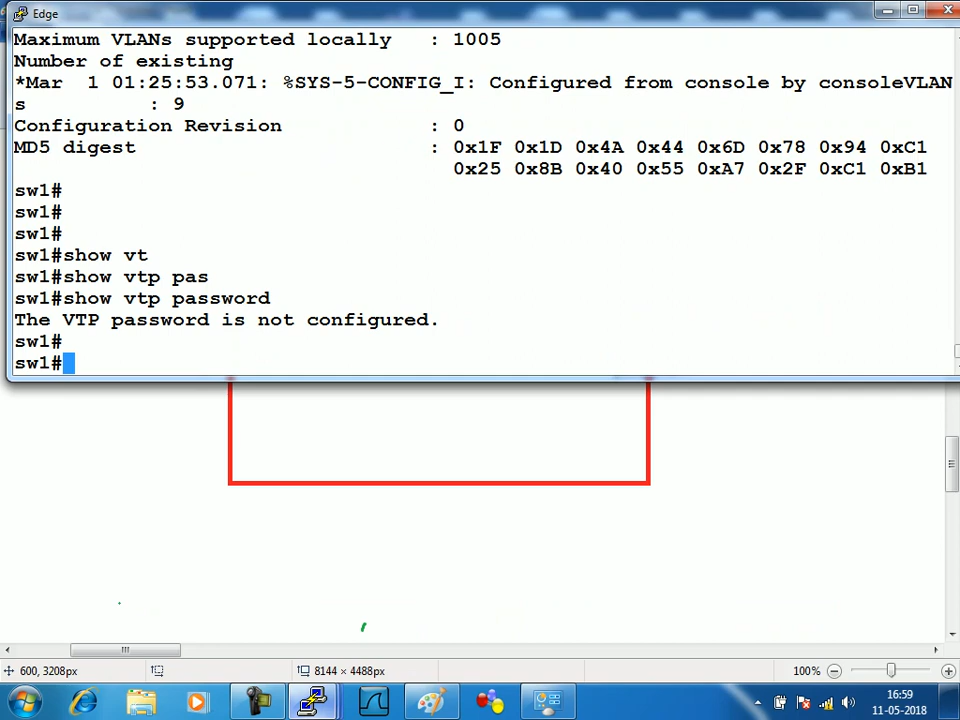 Edge
Maximum VLANs supported locally : 1005
Number of existing
*Mar 1 01:25:53.071: %SYS-5-CONFIG_I: Configured from console by consoleVLAN
s : 9
Configuration Revision : 0
MD5 digest : 0x1F 0x1D 0x4A 0x44 0x6D 0x78 0x94 0xC1
0x25 0x8B 0x40 0x55 0xA7 0x2F 0xC1 0xB1
sw1#
sw1#
sw1#
sw1#show vt
sw1#show vtp pas
sw1#show vtp password
The VTP password is not configured.
sw1#
sw1#
600, 3208px 8144 × 4488px 100%
16:59
11-05-2018